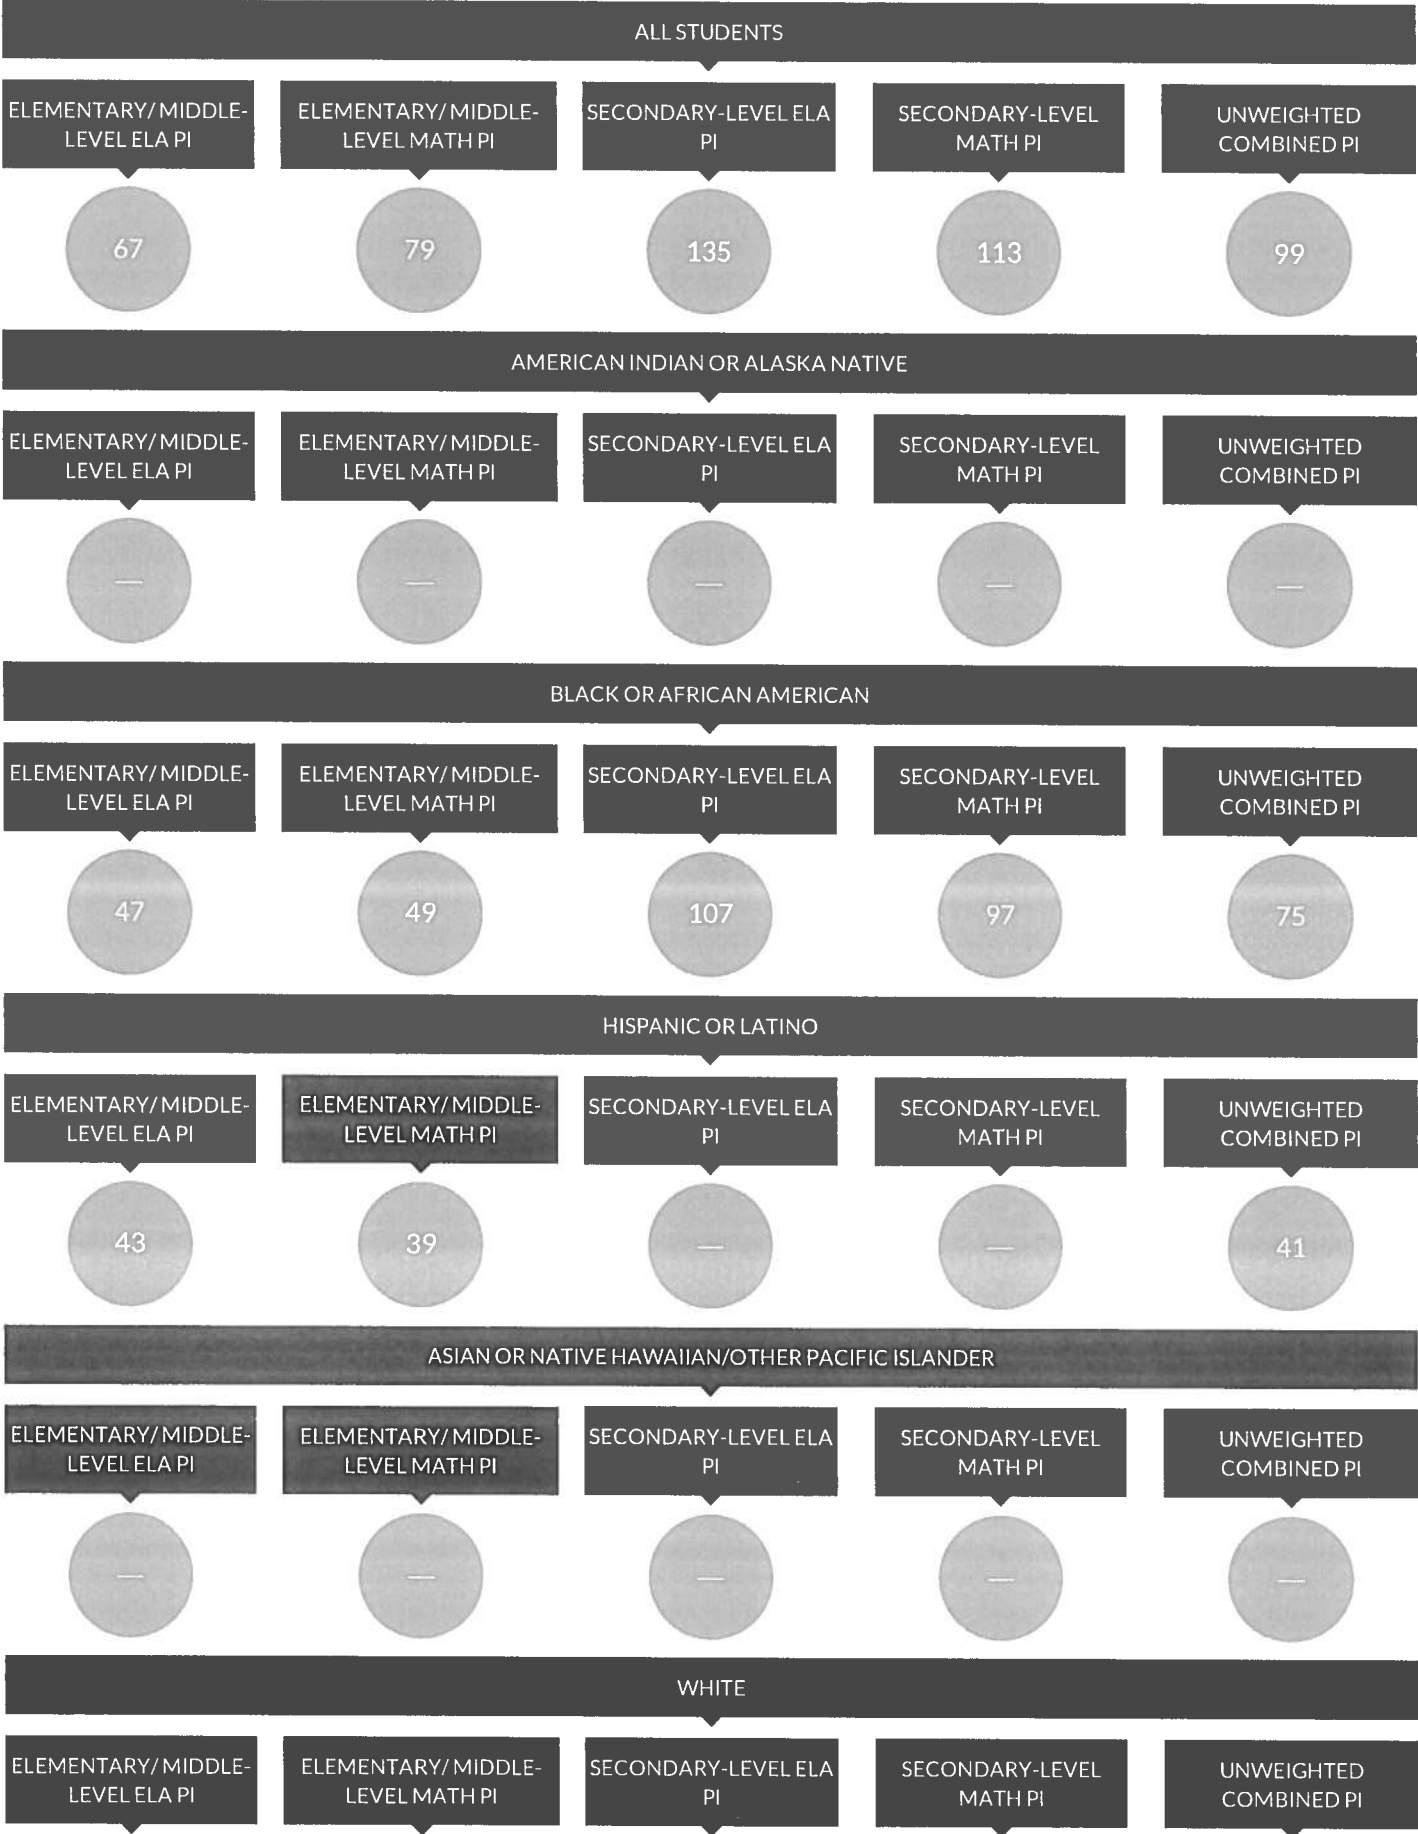 ALL STUDENTS
ELEMENTARY/ MIDDLE-
LEVEL ELA PI
ELEMENTARY/ MIDDLE-
LEVEL MATH PI
SECONDARY-LEVEL ELA
PI
SECONDARY-LEVEL
MATH PI
UNWEIGHTED
COMBINED PI
67
79
135
113
99
AMERICAN INDIAN OR ALASKA NATIVE
ELEMENTARY/ MIDDLE-
LEVEL ELA PI
ELEMENTARY/ MIDDLE-
LEVEL MATH PI
SECONDARY-LEVEL ELA
PI
SECONDARY-LEVEL
MATH PI
UNWEIGHTED
COMBINED PI
—
—
—
—
—
BLACK OR AFRICAN AMERICAN
ELEMENTARY/ MIDDLE-
LEVEL ELA PI
ELEMENTARY/ MIDDLE-
LEVEL MATH PI
SECONDARY-LEVEL ELA
PI
SECONDARY-LEVEL
MATH PI
UNWEIGHTED
COMBINED PI
47
49
107
97
75
HISPANIC OR LATINO
ELEMENTARY/ MIDDLE-
LEVEL ELA PI
ELEMENTARY/ MIDDLE-
LEVEL MATH PI
SECONDARY-LEVEL ELA
PI
SECONDARY-LEVEL
MATH PI
UNWEIGHTED
COMBINED PI
43
39
—
—
41
ASIAN OR NATIVE HAWAIIAN/OTHER PACIFIC ISLANDER
ELEMENTARY/ MIDDLE-
LEVEL ELA PI
ELEMENTARY/ MIDDLE-
LEVEL MATH PI
SECONDARY-LEVEL ELA
PI
SECONDARY-LEVEL
MATH PI
UNWEIGHTED
COMBINED PI
—
—
—
—
—
WHITE
ELEMENTARY/ MIDDLE-
LEVEL ELA PI
ELEMENTARY/ MIDDLE-
LEVEL MATH PI
SECONDARY-LEVEL ELA
PI
SECONDARY-LEVEL
MATH PI
UNWEIGHTED
COMBINED PI